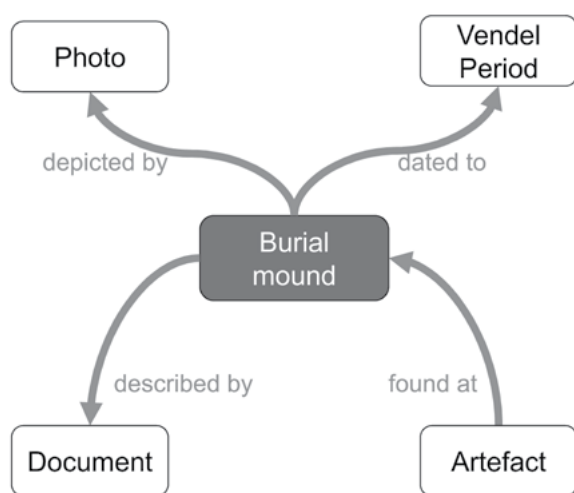 Photo
Vendel
Period
depicted by
dated to
Burial
mound
described by
found at
Document
Artefact